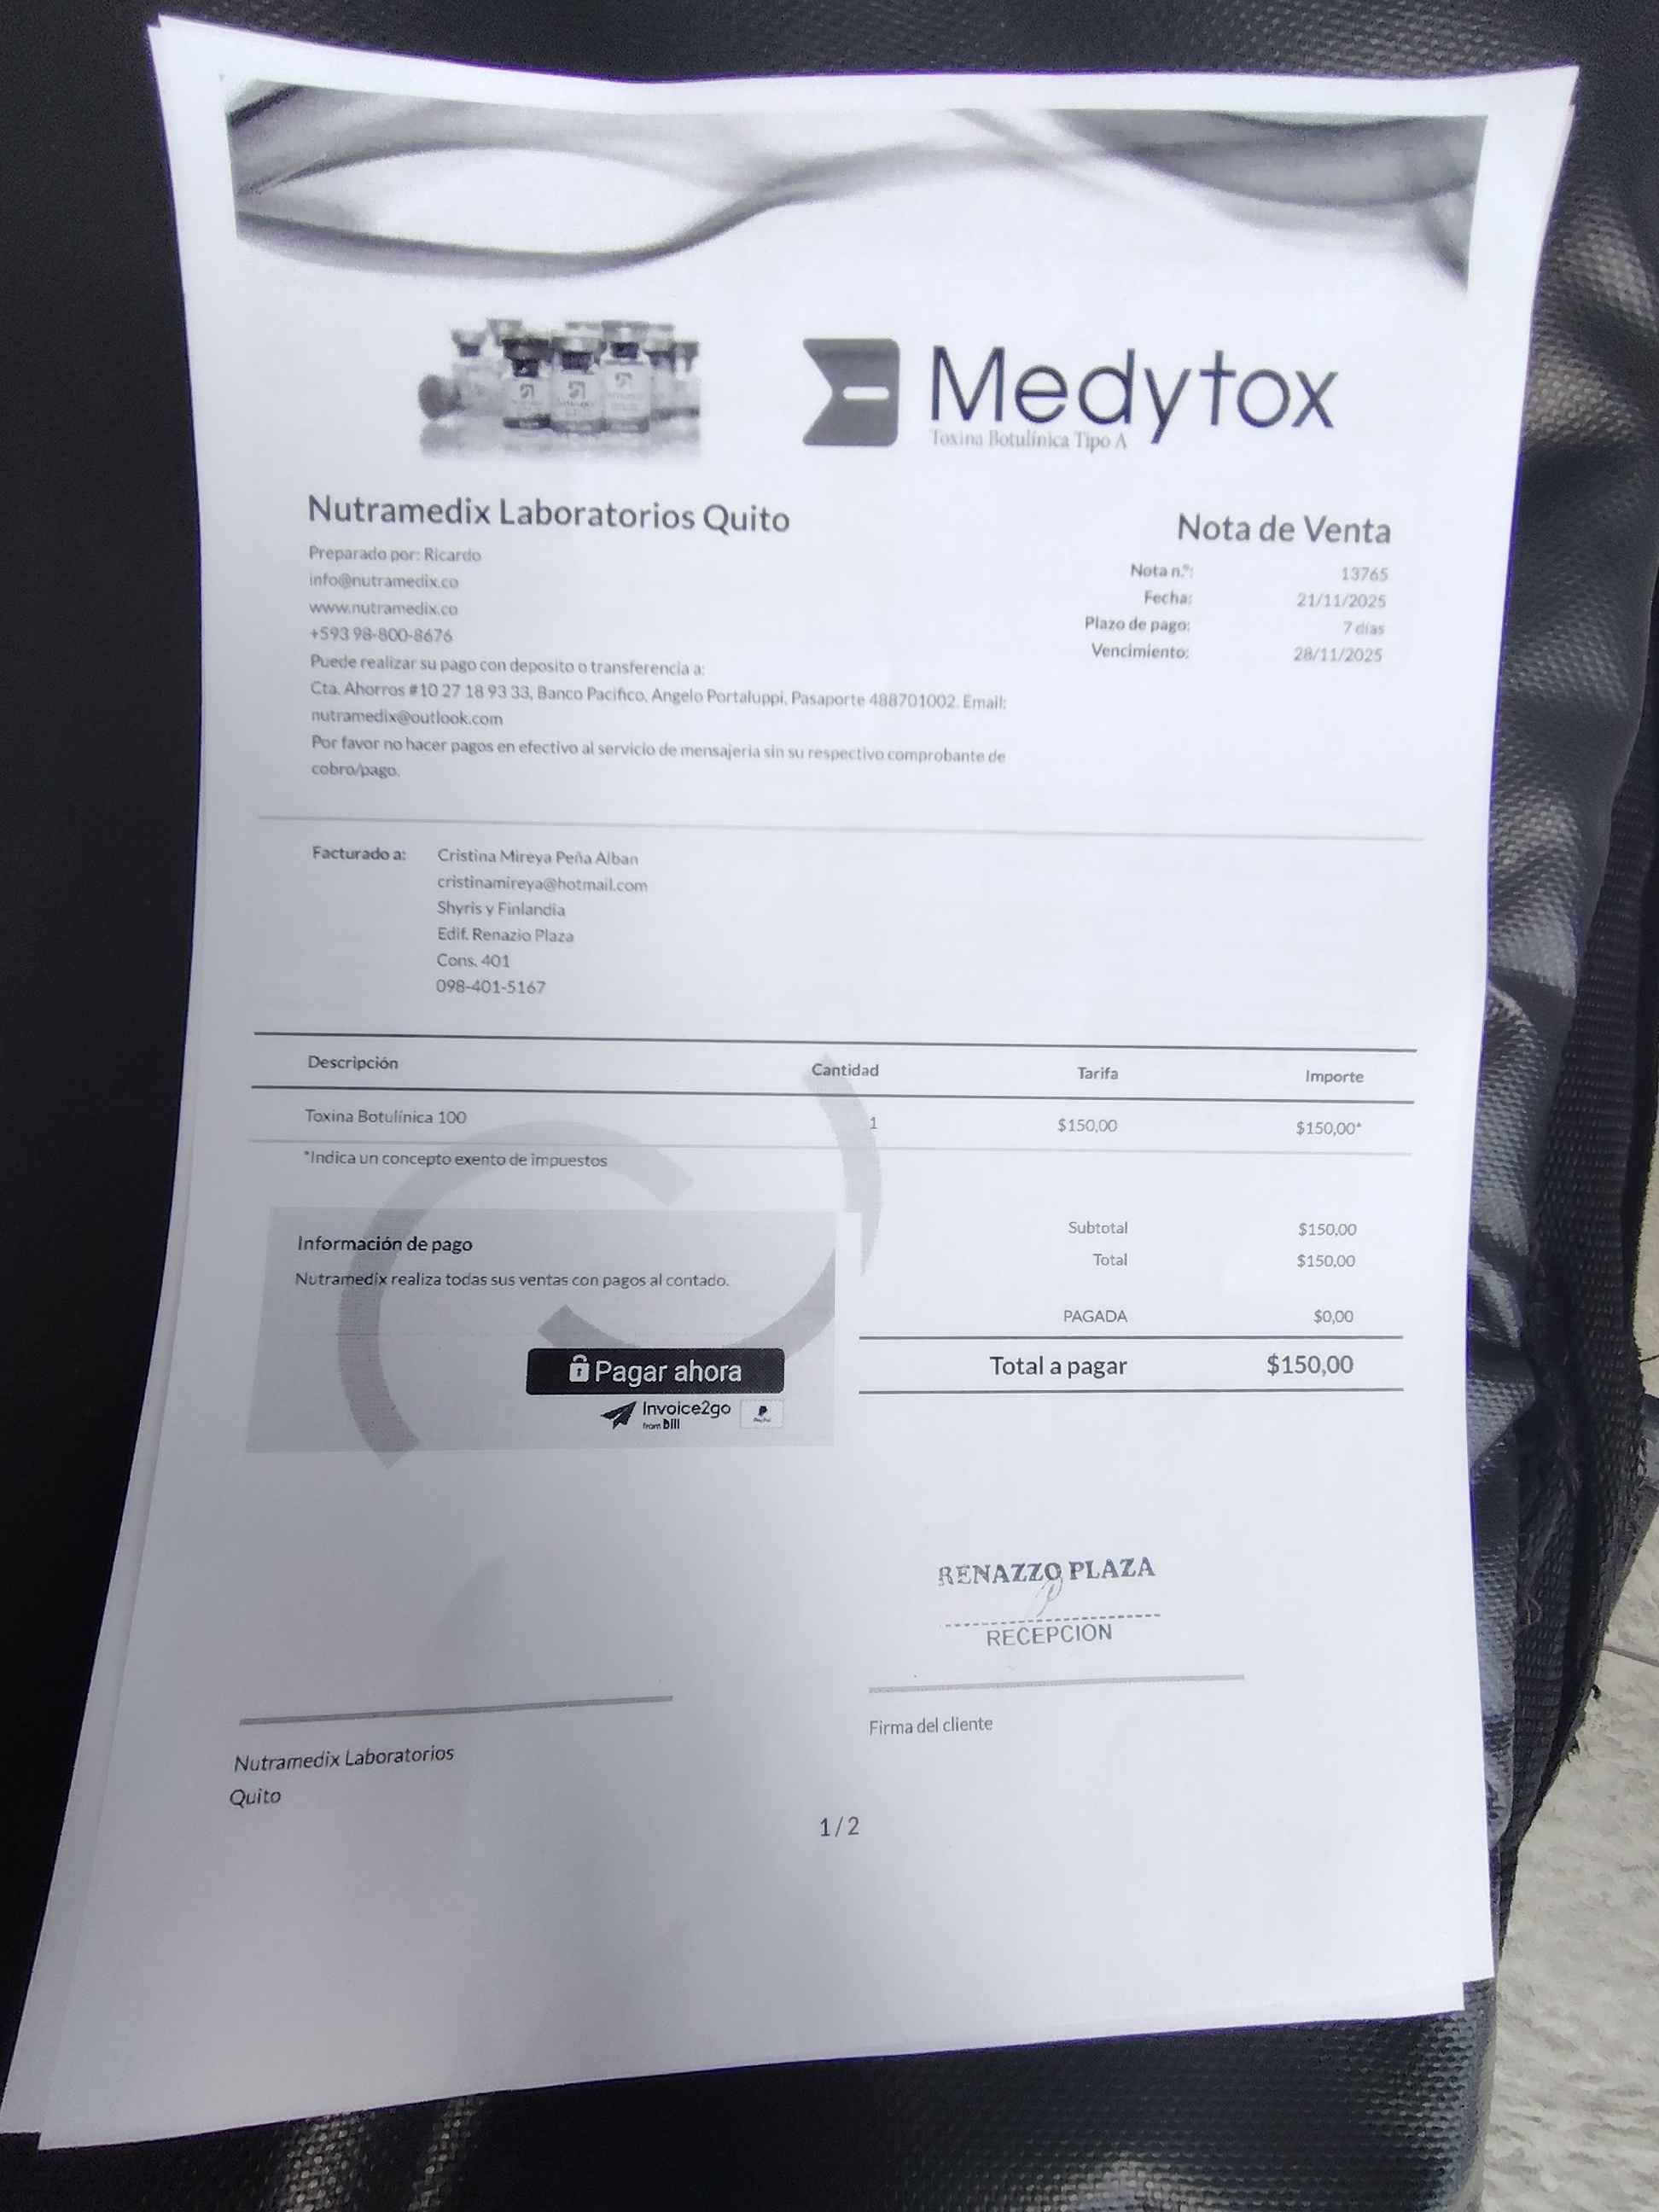 Medytox
Toxina Botulínica Tipo A
Nutramedix Laboratorios Quito
Preparado por: Ricardo
info@nutramedix.co
www.nutramedix.co
+593 98-800-8676
Puede realizar su pago con deposito o transferencia a:
Cta. Ahorros #10 27 18 93 33, Banco Pacifico, Angelo Portaluppi, Pasaporte 488701002. Email:
nutramedix@outlook.com
Por favor no hacer pagos en efectivo al servicio de mensajeria sin su respectivo comprobante de
cobro/pago.
Nota de Venta
Nota n.º: 13765
Fecha: 21/11/2025
Plazo de pago: 7 días
Vencimiento: 28/11/2025
Facturado a: Cristina Mireya Peña Alban
cristinamireya@hotmail.com
Shyris y Finlandia
Edif. Renazio Plaza
Cons. 401
098-401-5167
Descripción Cantidad Tarifa Importe
Toxina Botulínica 100 1 $150,00 $150,00*
*Indica un concepto exento de impuestos
Información de pago
Nutramedix realiza todas sus ventas con pagos al contado.
Pagar ahora
Invoice2go
from bill
Subtotal $150,00
Total $150,00
PAGADA $0,00
Total a pagar $150,00
RENAZZO PLAZA
RECEPCION
Firma del cliente
Nutramedix Laboratorios
Quito
1/2